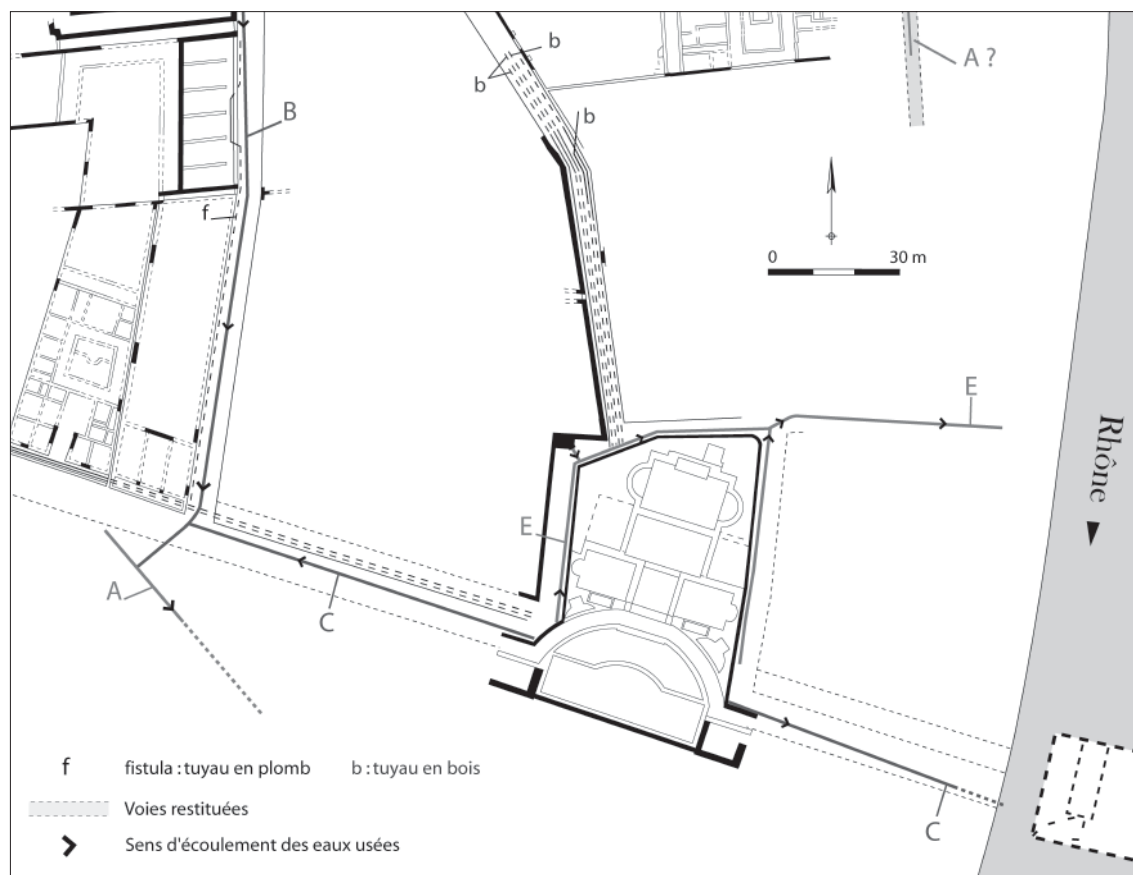 b
b
b
A ?
B
f
0 30 m
E
Rhône
E
A
C
C
f fistula : tuyau en plomb b : tuyau en bois
Voies restituées
Sens d'écoulement des eaux usées